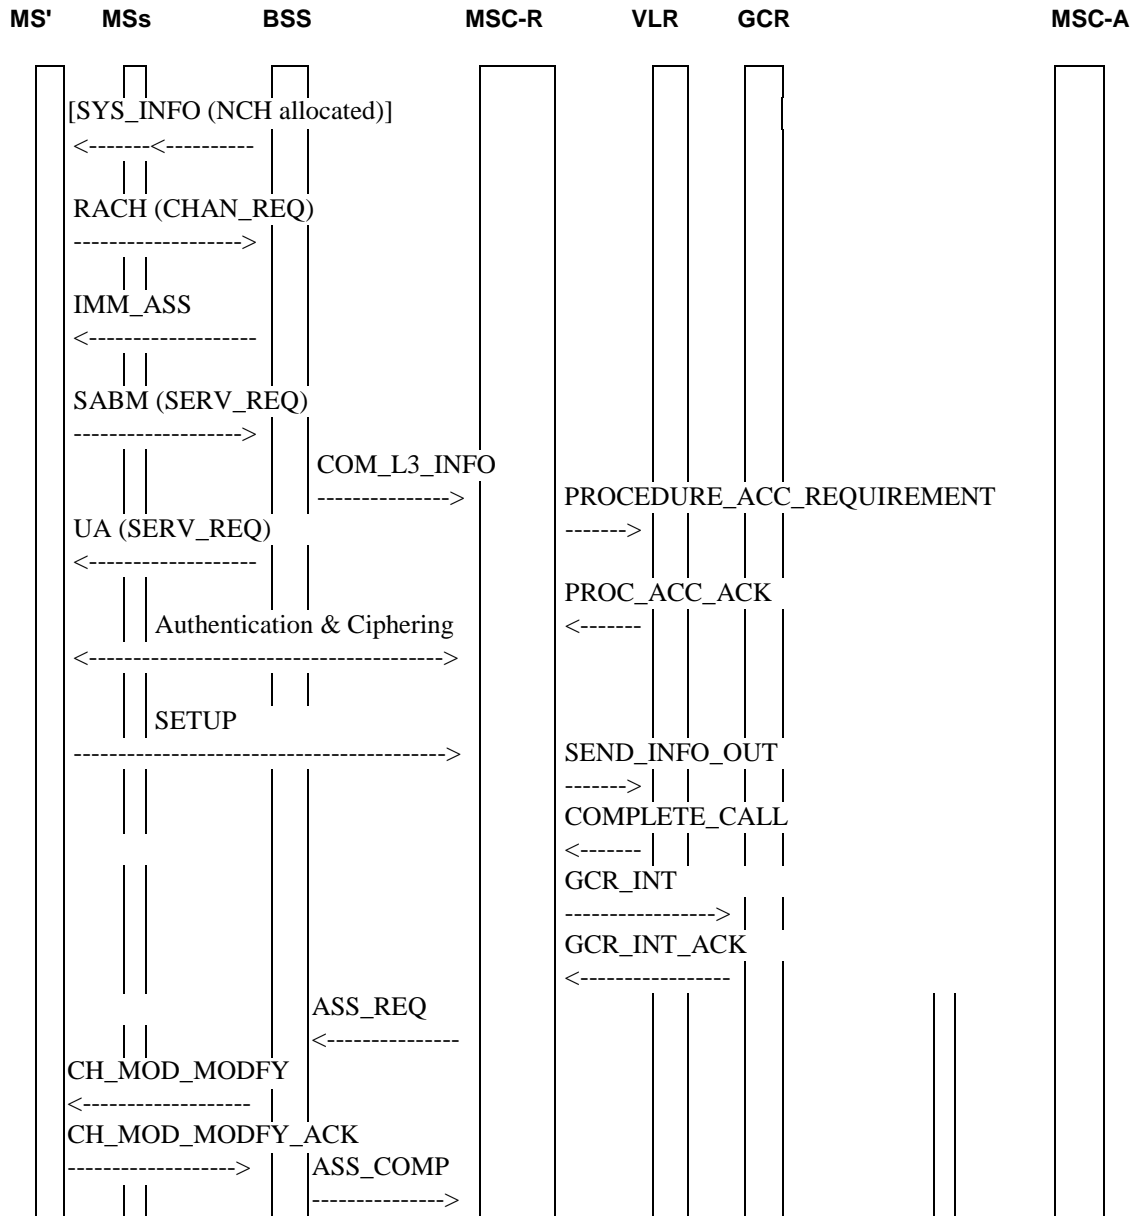 MS' MSs BSS MSC-R VLR GCR MSC-A
[SYS_INFO (NCH allocated)]
<-------<----------
RACH (CHAN_REQ)
------------------->
IMM_ASS
<-------------------
SABM (SERV_REQ)
------------------->
COM_L3_INFO
---------------> PROCEDURE_ACC_REQUIREMENT
UA (SERV_REQ) ------->
<-------------------
PROC_ACC_ACK
Authentication & Ciphering <-------
<---------------------------------------->
SETUP
------------------------------------------> SEND_INFO_OUT
------->
COMPLETE_CALL
<-------
GCR_INT
----------------->
GCR_INT_ACK
<-----------------
ASS_REQ
<---------------
CH_MOD_MODFY
<-------------------
CH_MOD_MODFY_ACK
-------------------> ASS_COMP
--------------->